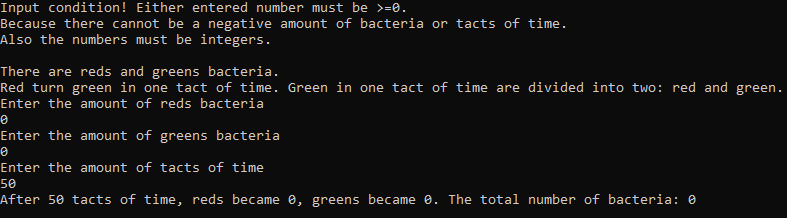 Input condition! Either entered number must be >=0.
Because there cannot be a negative amount of bacteria or tacts of time.
Also the numbers must be integers.
There are reds and greens bacteria.
Red turn green in one tact of time. Green in one tact of time are divided into two: red and green.
Enter the amount of reds bacteria
0
Enter the amount of greens bacteria
0
Enter the amount of tacts of time
50
After 50 tacts of time, reds became 0, greens became 0. The total number of bacteria: 0